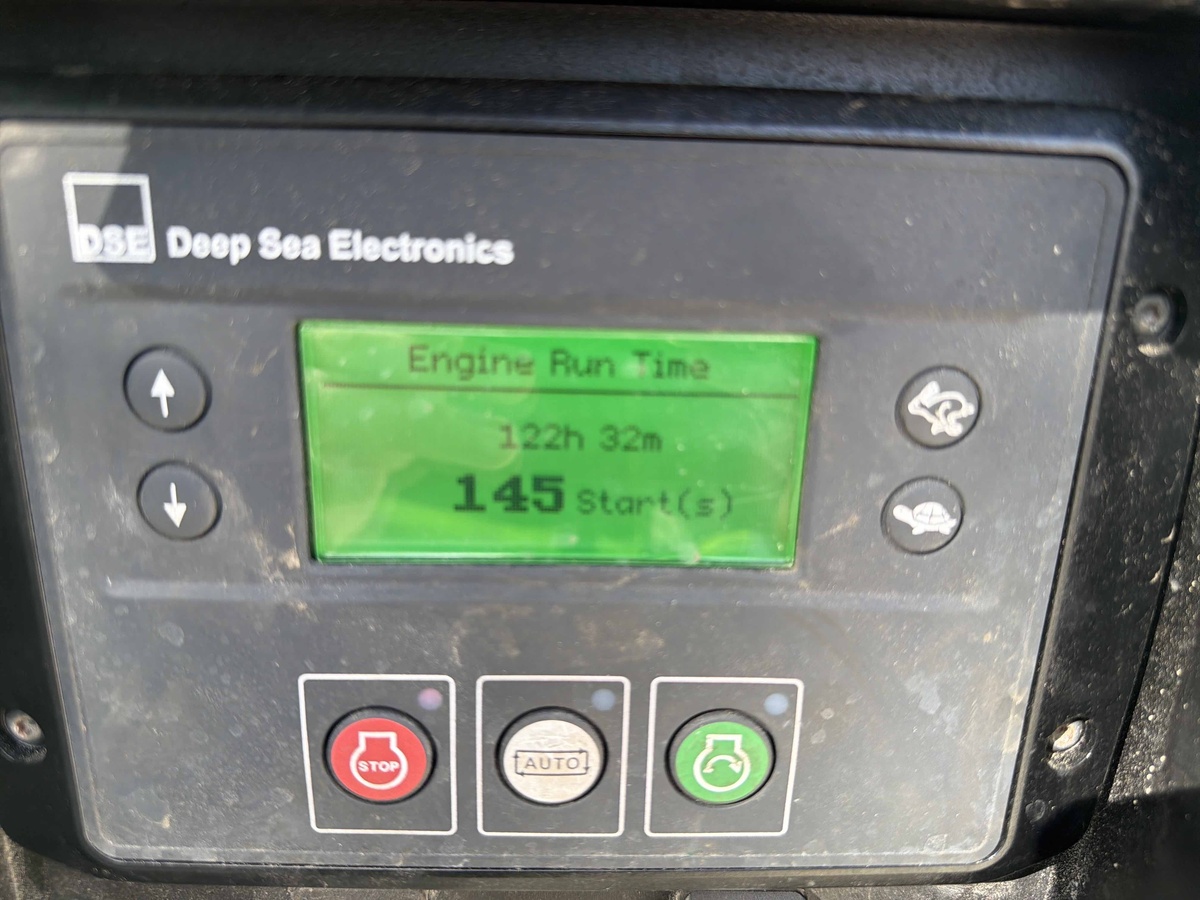 DSE Deep Sea Electronics
Engine Run Time
122h 32m
145 Start(s)
STOP
AUTO